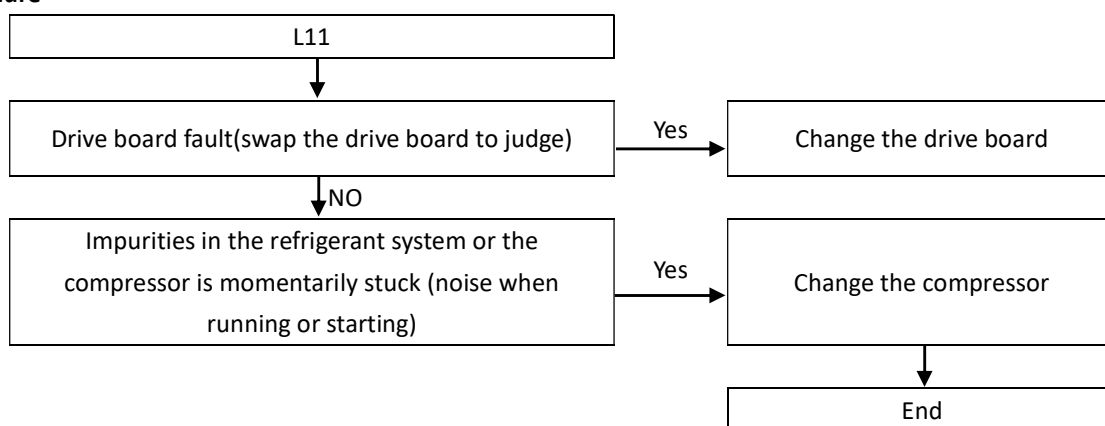 L11
Drive board fault(swap the drive board to judge)
Yes
Change the drive board
NO
Impurities in the refrigerant system or the
compressor is momentarily stuck (noise when
running or starting)
Yes
Change the compressor
End